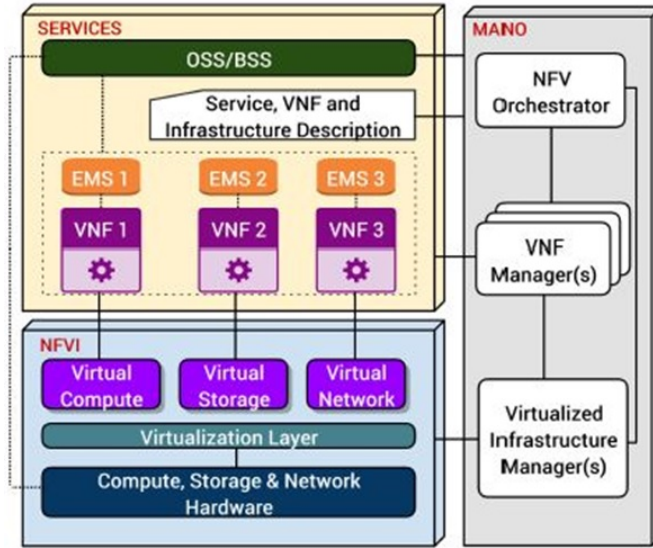 SERVICES
OSS/BSS
Service, VNF and
Infrastructure Description
EMS 1
EMS 2
EMS 3
VNF 1
VNF 2
VNF 3
NFVI
Virtual
Compute
Virtual
Storage
Virtual
Network
Virtualization Layer
Compute, Storage & Network
Hardware
MANO
NFV
Orchestrator
VNF
Manager(s)
Virtualized
Infrastructure
Manager(s)